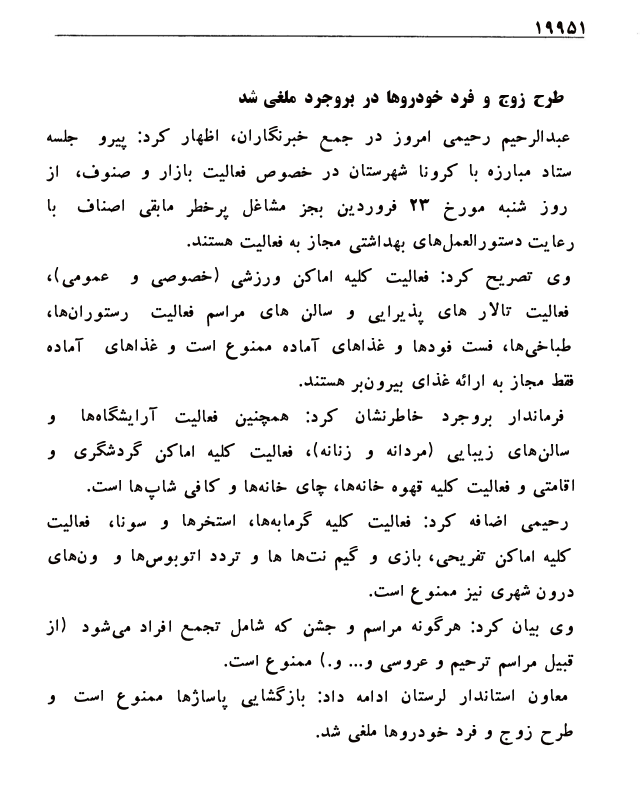 ۱۹۹۵۱
طرح زوج و فرد خودروها در بروجرد ملغی شد
عبدالرحیم رحیمی امروز در جمع خبرنگاران، اظهار کرد: پیرو جلسه
ستاد مبارزه با کرونا شهرستان در خصوص فعالیت بازار و صنوف، از
روز شنبه مورخ ۲۳ فروردین بجز مشاغل پرخطر مابقی اصناف با
رعایت دستورالعمل‌های بهداشتی مجاز به فعالیت هستند.
وی تصریح کرد: فعالیت کلیه اماکن ورزشی (خصوصی و عمومی)،
فعالیت تالار های پذیرایی و سالن های مراسم فعالیت رستوران‌ها،
طباخی‌ها، فست فودها و غذاهای آماده ممنوع است و غذاهای آماده
فقط مجاز به ارائه غذای بیرون‌بر هستند.
فرماندار بروجرد خاطرنشان کرد: همچنین فعالیت آرایشگاه‌ها و
سالن‌های زیبایی (مردانه و زنانه)، فعالیت کلیه اماکن گردشگری و
اقامتی و فعالیت کلیه قهوه خانه‌ها، چای خانه‌ها و کافی شاپ‌ها است.
رحیمی اضافه کرد: فعالیت کلیه گرمابه‌ها، استخرها و سونا، فعالیت
کلیه اماکن تفریحی، بازی و گیم نت‌ها ها و تردد اتوبوس‌ها و ون‌های
درون شهری نیز ممنوع است.
وی بیان کرد: هرگونه مراسم و جشن که شامل تجمع افراد می‌شود (از
قبیل مراسم ترحیم و عروسی و... و.) ممنوع است.
معاون استاندار لرستان ادامه داد: بازگشایی پاساژها ممنوع است و
طرح زوج و فرد خودروها ملغی شد.